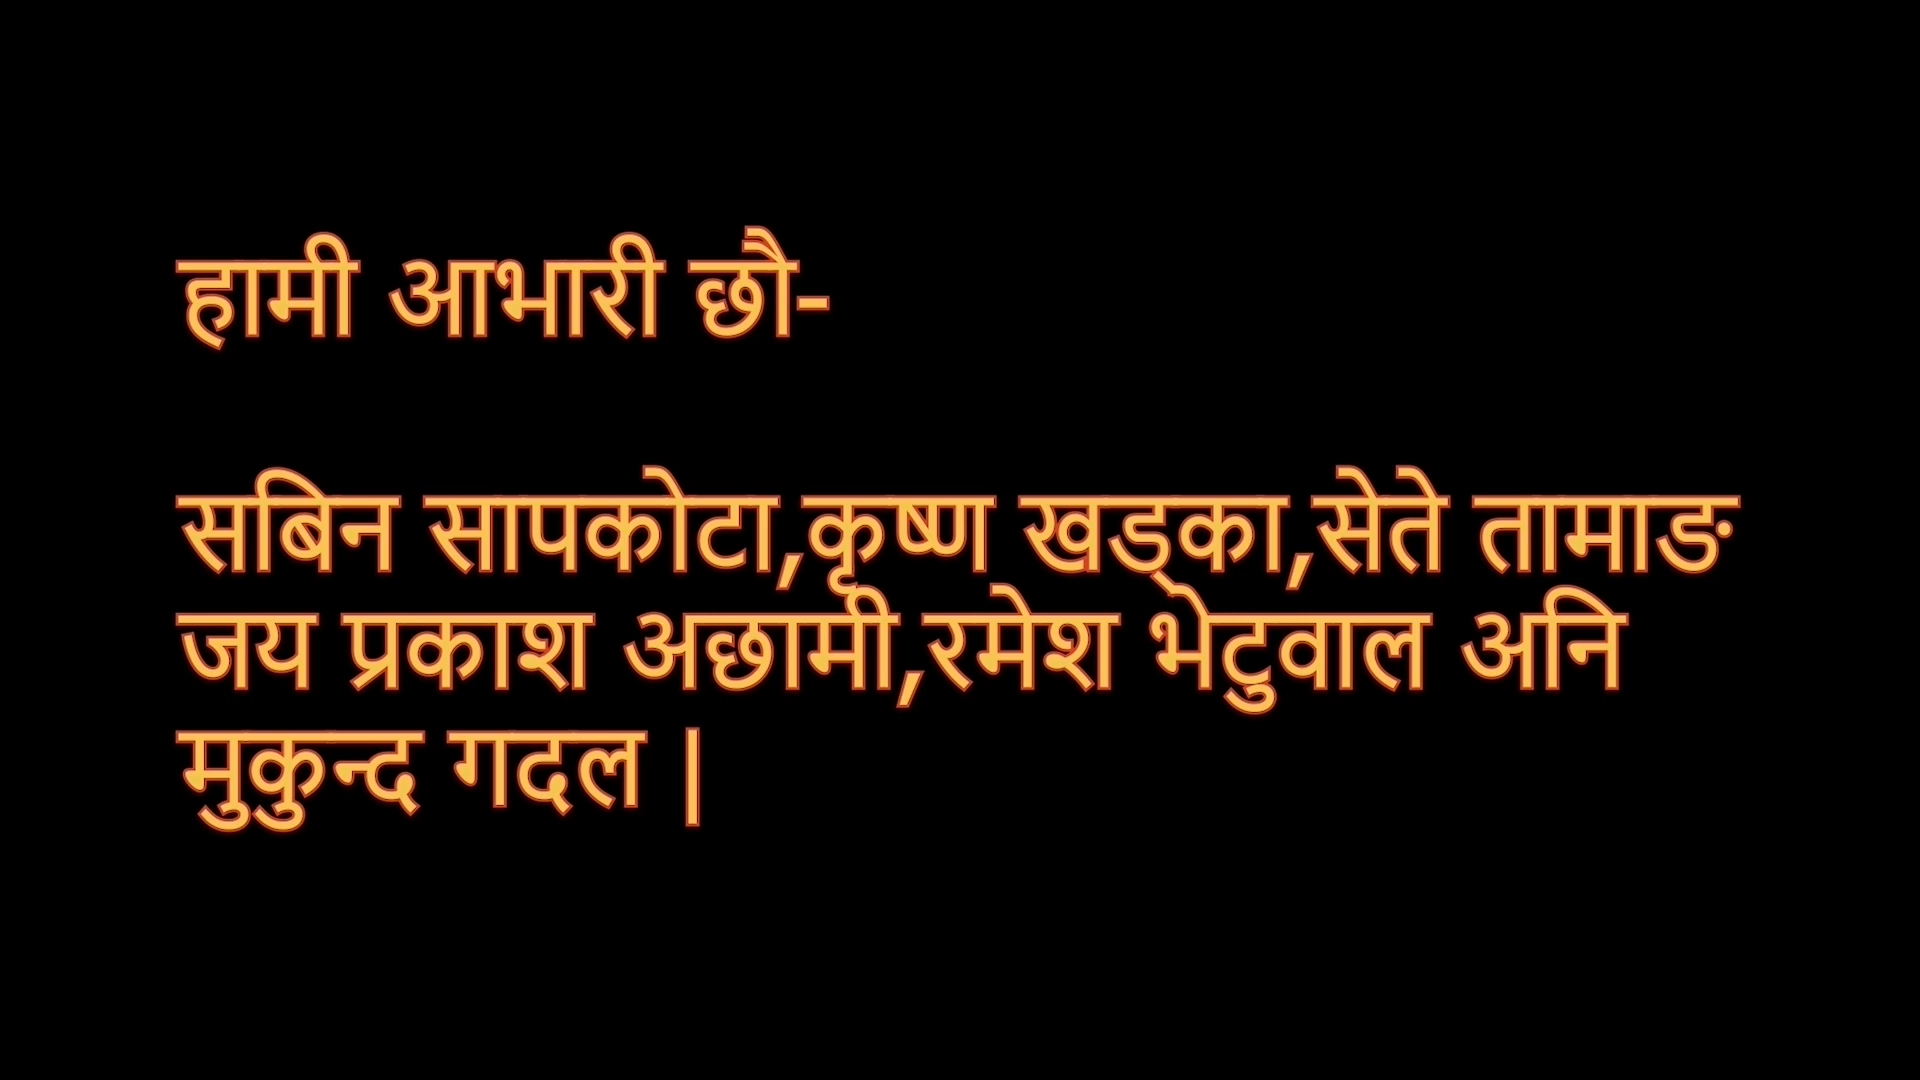 हामी आभारी छौ-
सबिन सापकोटा,कृष्ण खड्का,सेते तामाङ
जय प्रकाश अछामी,रमेश भेटुवाल अनि
मुकुन्द गदल |